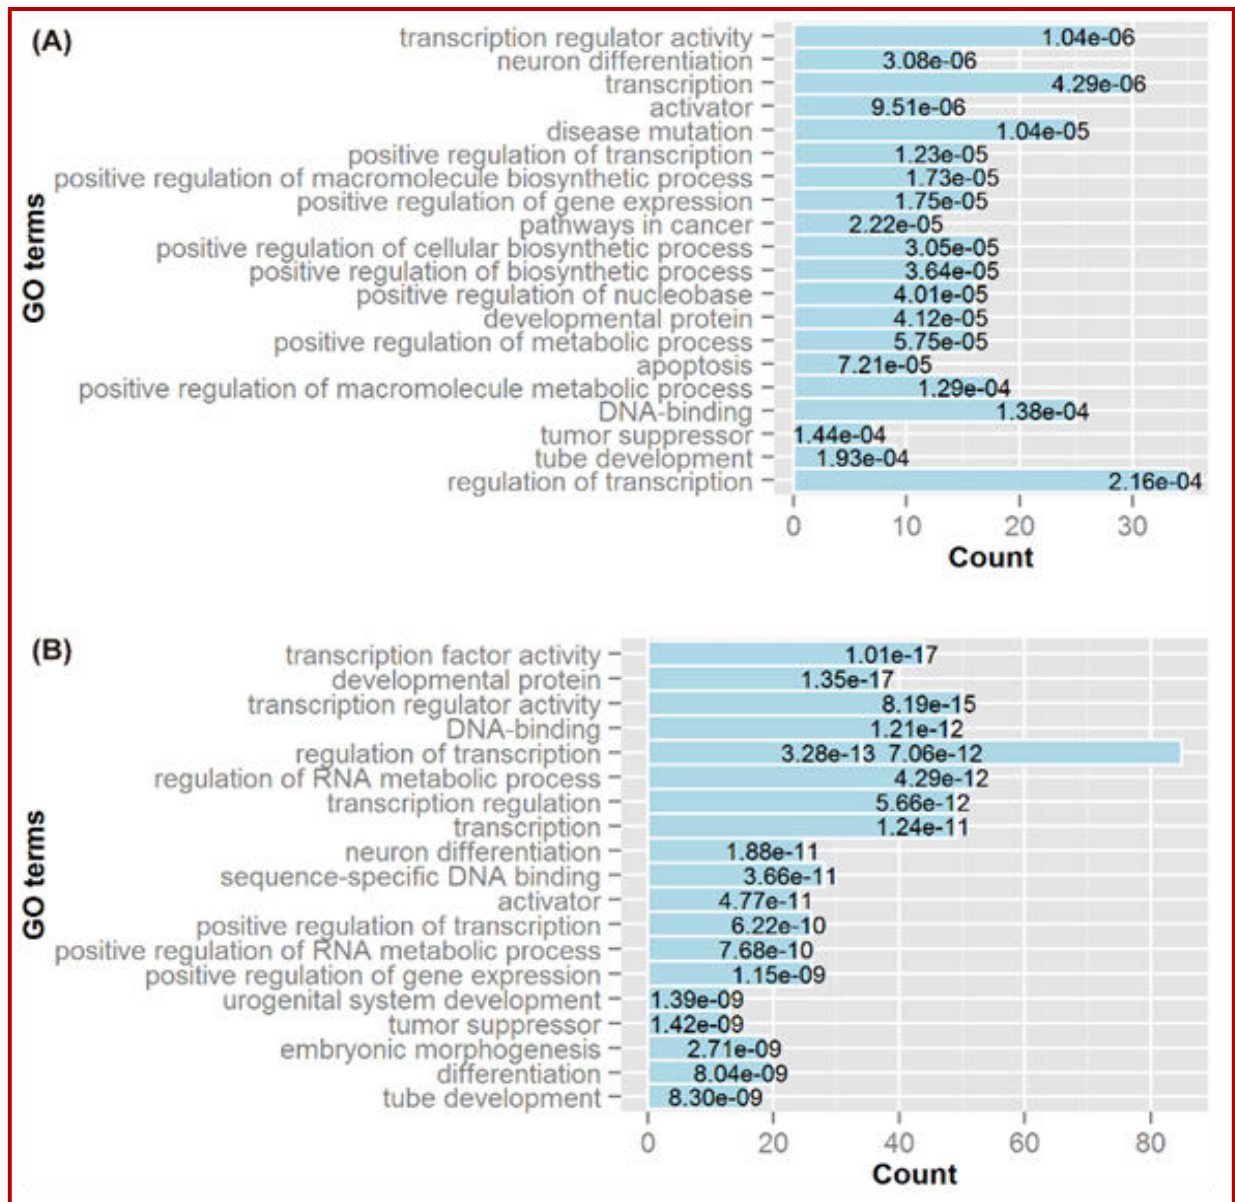 (A)
transcription regulator activity 1.04e-06
neuron differentiation 3.08e-06
transcription 4.29e-06
activator 9.51e-06
disease mutation 1.04e-05
positive regulation of transcription 1.23e-05
positive regulation of macromolecule biosynthetic process 1.73e-05
positive regulation of gene expression 1.75e-05
pathways in cancer 2.22e-05
positive regulation of cellular biosynthetic process 3.05e-05
positive regulation of biosynthetic process 3.64e-05
positive regulation of nucleobase 4.01e-05
developmental protein 4.12e-05
positive regulation of metabolic process 5.75e-05
apoptosis 7.21e-05
positive regulation of macromolecule metabolic process 1.29e-04
DNA-binding 1.38e-04
tumor suppressor 1.44e-04
tube development 1.93e-04
regulation of transcription 2.16e-04
GO terms
0 10 20 30
Count
(B)
transcription factor activity 1.01e-17
developmental protein 1.35e-17
transcription regulator activity 8.19e-15
DNA-binding 1.21e-12
regulation of transcription 3.28e-13 7.06e-12
regulation of RNA metabolic process 4.29e-12
transcription regulation 5.66e-12
transcription 1.24e-11
neuron differentiation 1.88e-11
sequence-specific DNA binding 3.66e-11
activator 4.77e-11
positive regulation of transcription 6.22e-10
positive regulation of RNA metabolic process 7.68e-10
positive regulation of gene expression 1.15e-09
urogenital system development 1.39e-09
tumor suppressor 1.42e-09
embryonic morphogenesis 2.71e-09
differentiation 8.04e-09
tube development 8.30e-09
GO terms
0 20 40 60 80
Count